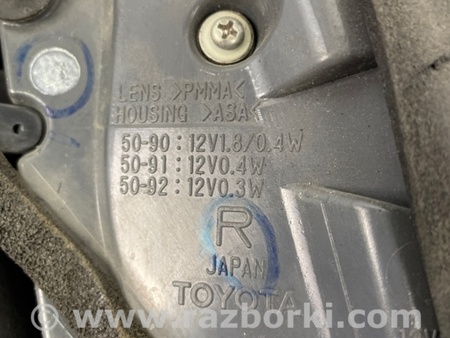 LENS >PMMA<
HOUSING >ASA<
50-90 : 12V1.8/0.4W
50-91 : 12V0.4W
50-92 : 12V0.3W
R
JAPAN
TOYOTA
www.razborki.com